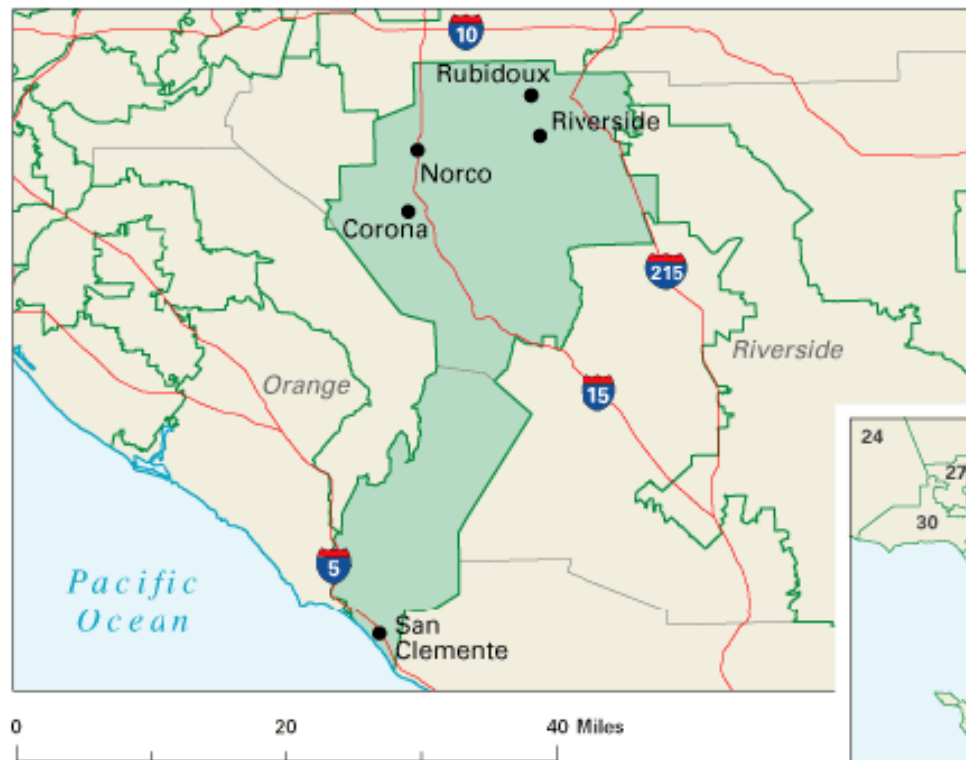 10
Rubidoux
Riverside
Norco
Corona
215
Riverside
Orange
15
24
27
30
5
Pacific
Ocean
San
Clemente
0
20
40 Miles